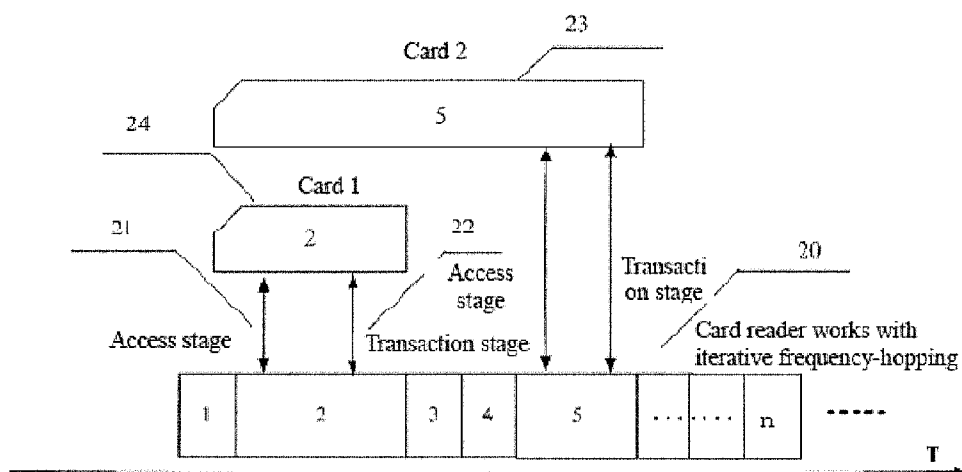 23
Card 2
5
24
Card 1
21
2
22
20
Access
stage
Transacti
on stage
Access stage
Transaction stage
Card reader works with
iterative frequency-hopping
1 2 3 4 5 ........ n -----
T